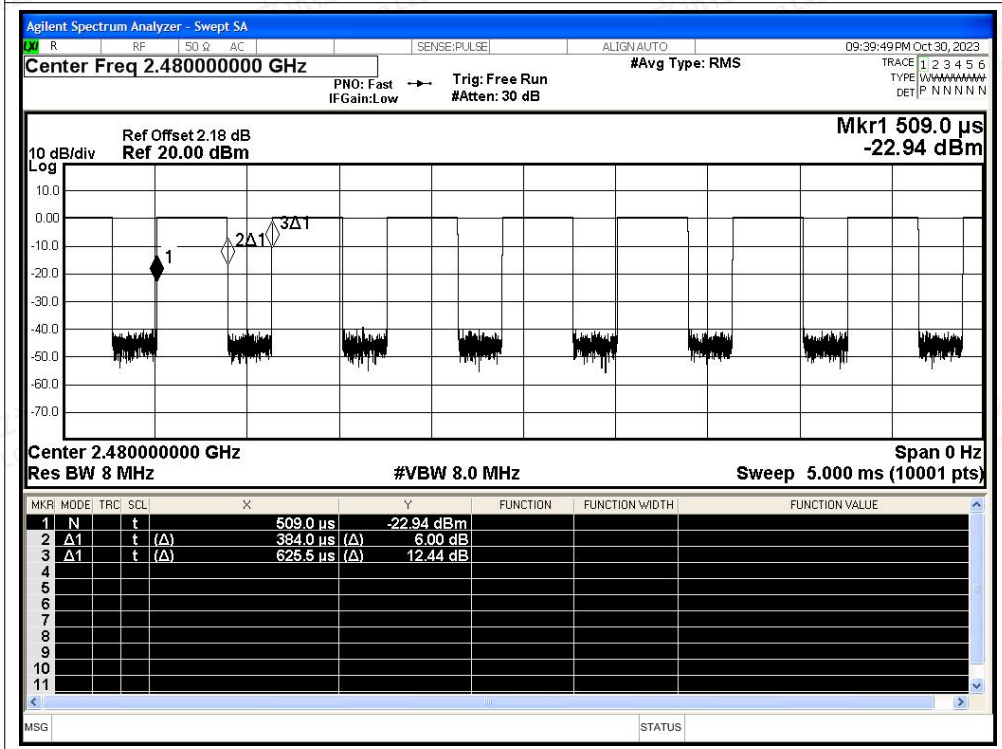 Agilent Spectrum Analyzer - Swept SA
LXI R RF 50 Ω AC SENSE:PULSE ALIGN AUTO 09:39:49 PM Oct 30, 2023
Center Freq 2.480000000 GHz #Avg Type: RMS TRACE 1 2 3 4 5 6
PNO: Fast Trig: Free Run TYPE W
IFGain:Low #Atten: 30 dB DET P N N N N N
Mkr1 509.0 µs
Ref Offset 2.18 dB
10 dB/div Ref 20.00 dBm -22.94 dBm
Log
10.0
0.00
3Δ1
-10.0
2Δ1
1
-20.0
-30.0
-40.0
-50.0
-60.0
-70.0
Center 2.480000000 GHz Span 0 Hz
Res BW 8 MHz #VBW 8.0 MHz Sweep 5.000 ms (10001 pts)
MKR MODE TRC SCL X Y FUNCTION FUNCTION WIDTH FUNCTION VALUE
1 N t 509.0 µs -22.94 dBm
2 Δ1 t (Δ) 384.0 µs (Δ) 6.00 dB
3 Δ1 t (Δ) 625.5 µs (Δ) 12.44 dB
4
5
6
7
8
9
10
11
MSG STATUS